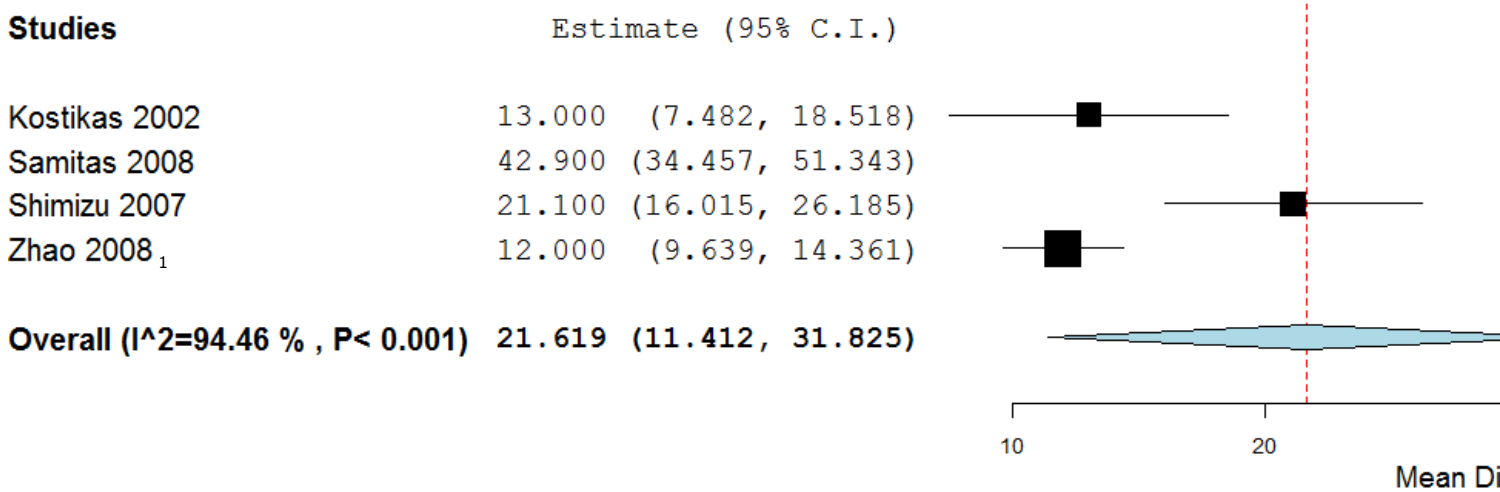 Studies Estimate (95% C.I.)
Kostikas 2002 13.000 (7.482, 18.518)
Samitas 2008 42.900 (34.457, 51.343)
Shimizu 2007 21.100 (16.015, 26.185)
Zhao 2008 1 12.000 (9.639, 14.361)
Overall (I^2=94.46 % , P< 0.001) 21.619 (11.412, 31.825)
10 20
Mean Di